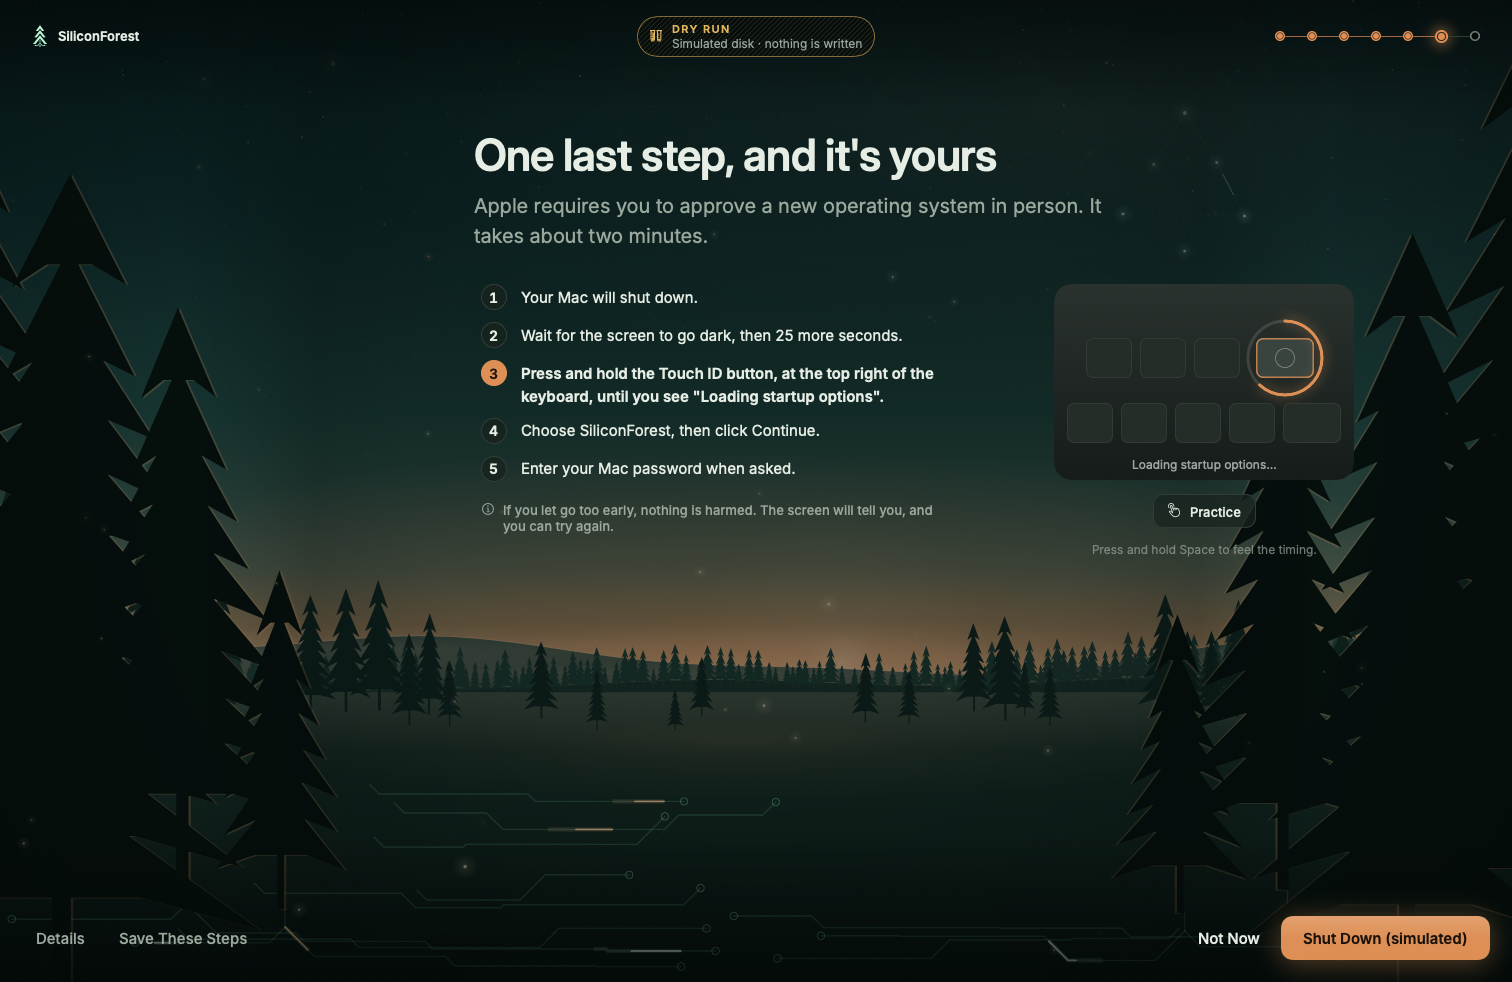 SiliconForest
DRY RUN
Simulated disk · nothing is written
One last step, and it's yours
Apple requires you to approve a new operating system in person. It
takes about two minutes.
1 Your Mac will shut down.
2 Wait for the screen to go dark, then 25 more seconds.
3 Press and hold the Touch ID button, at the top right of the
keyboard, until you see "Loading startup options".
4 Choose SiliconForest, then click Continue.
5 Enter your Mac password when asked.
If you let go too early, nothing is harmed. The screen will tell you, and
you can try again.
Loading startup options...
Practice
Press and hold Space to feel the timing.
Details
Save These Steps
Not Now
Shut Down (simulated)